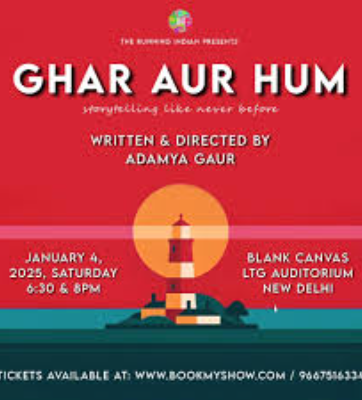 THE RUNNING INDIAN PRESENTS
GHAR AUR HUM
storytelling like never before
WRITTEN & DIRECTED BY
ADAMYA GAUR
JANUARY 4,
2025, SATURDAY
6:30 & 8PM
BLANK CANVAS
LTG AUDITORIUM
NEW DELHI
TICKETS AVAILABLE AT: WWW.BOOKMYSHOW.COM / 9667516334